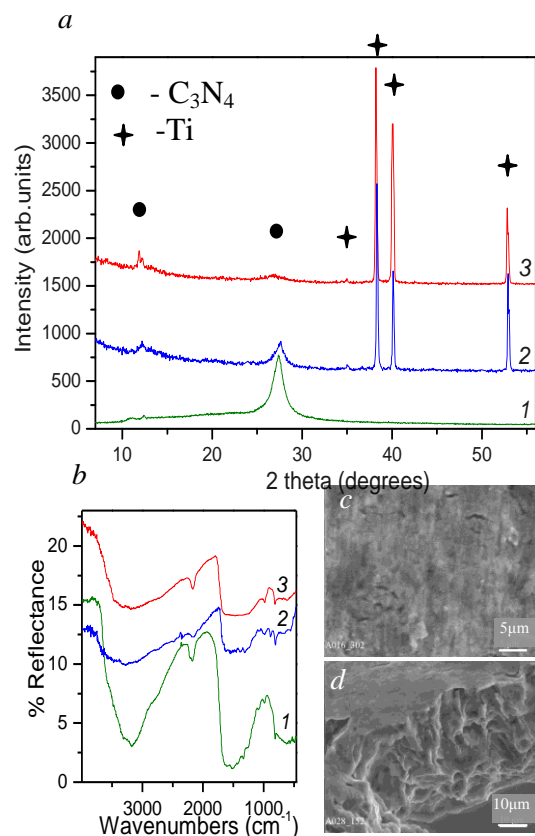 a
- C₃N₄
-Ti
Intensity (arb.units)
3500
3000
2500
2000
1500
1000
500
0
3
2
1
10 20 30 40 50
2 theta (degrees)
b
% Reflectance
20
15
10
5
0
3
2
1
3000 2000 1000
Wavenumbers (cm⁻¹)
c
5μm
A016_302
d
10μm
A028_152